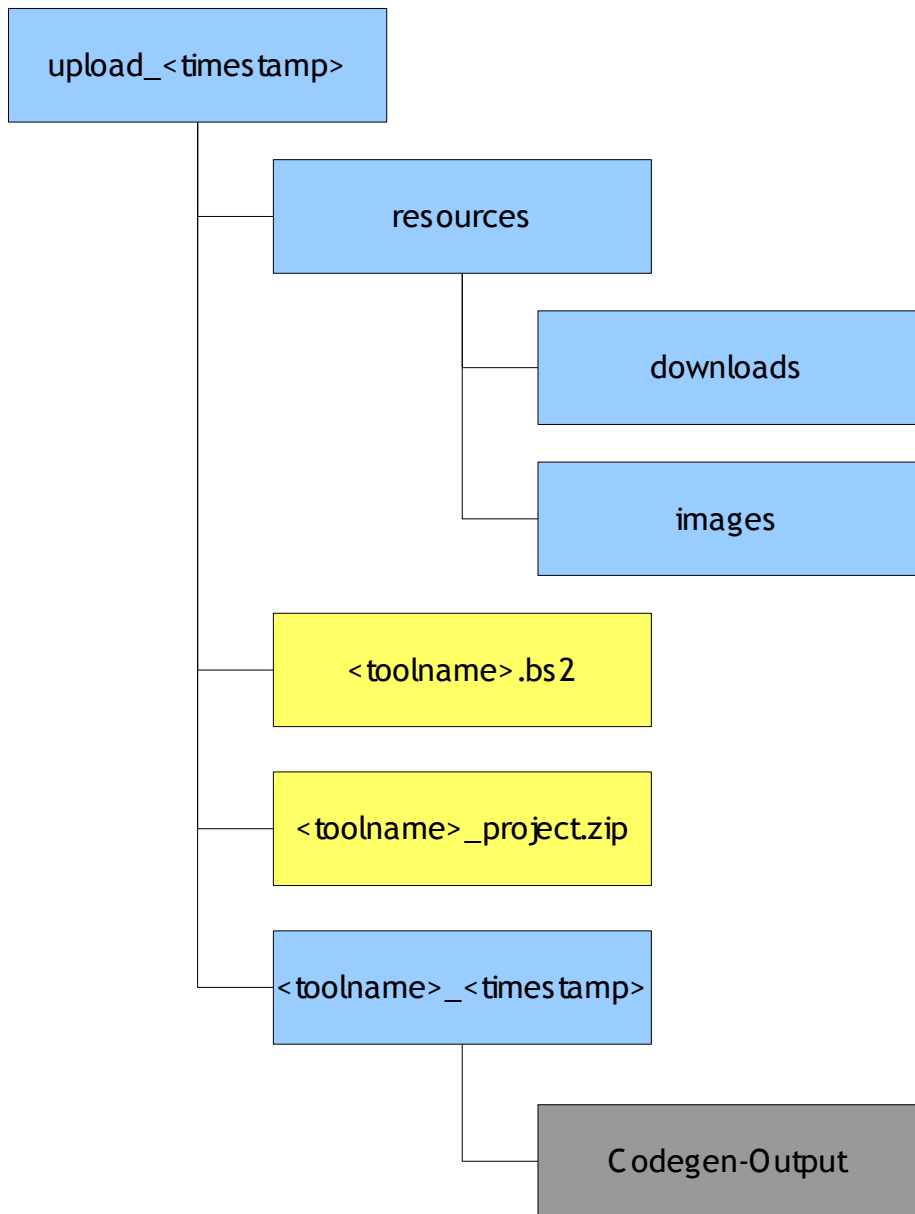 upload_<timestamp>
resources
downloads
images
<toolname>.bs2
<toolname>_project.zip
<toolname>_<timestamp>
Codegen-Output